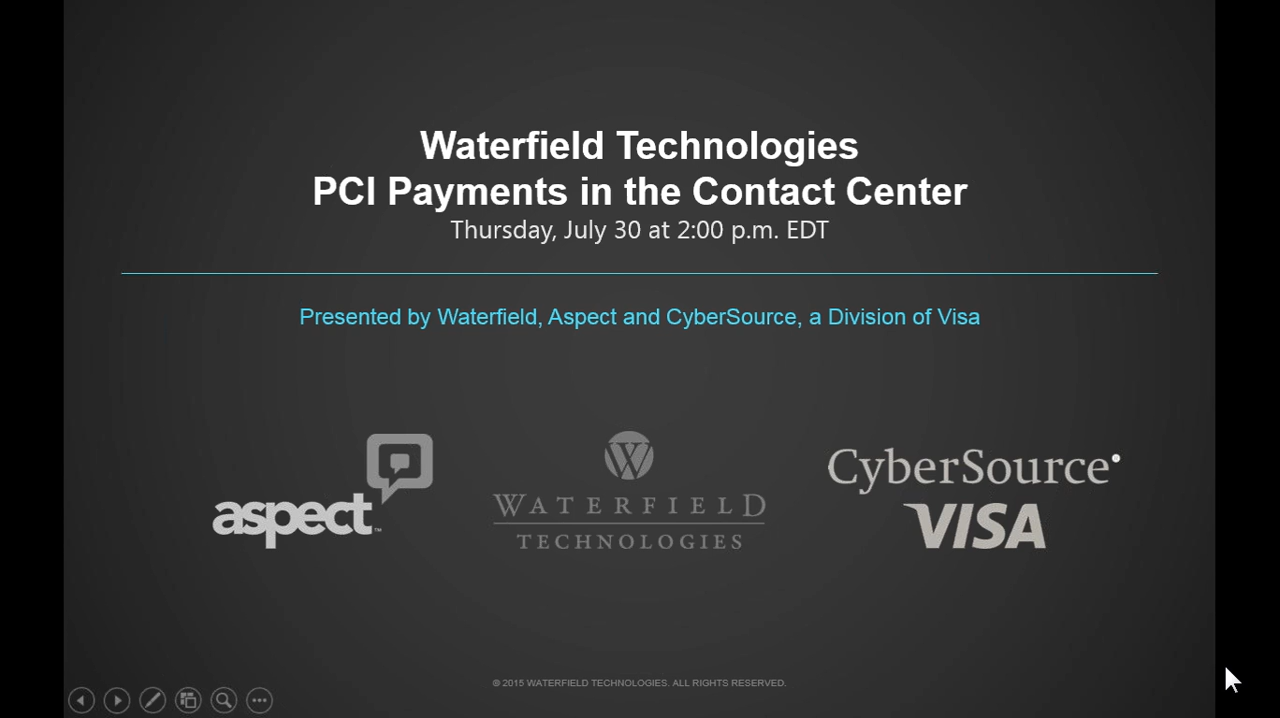 Waterfield Technologies
PCI Payments in the Contact Center
Thursday, July 30 at 2:00 p.m. EDT
Presented by Waterfield, Aspect and CyberSource, a Division of Visa
aspect™
W
WATERFIELD
TECHNOLOGIES
CyberSource
VISA
© 2015 WATERFIELD TECHNOLOGIES. ALL RIGHTS RESERVED.